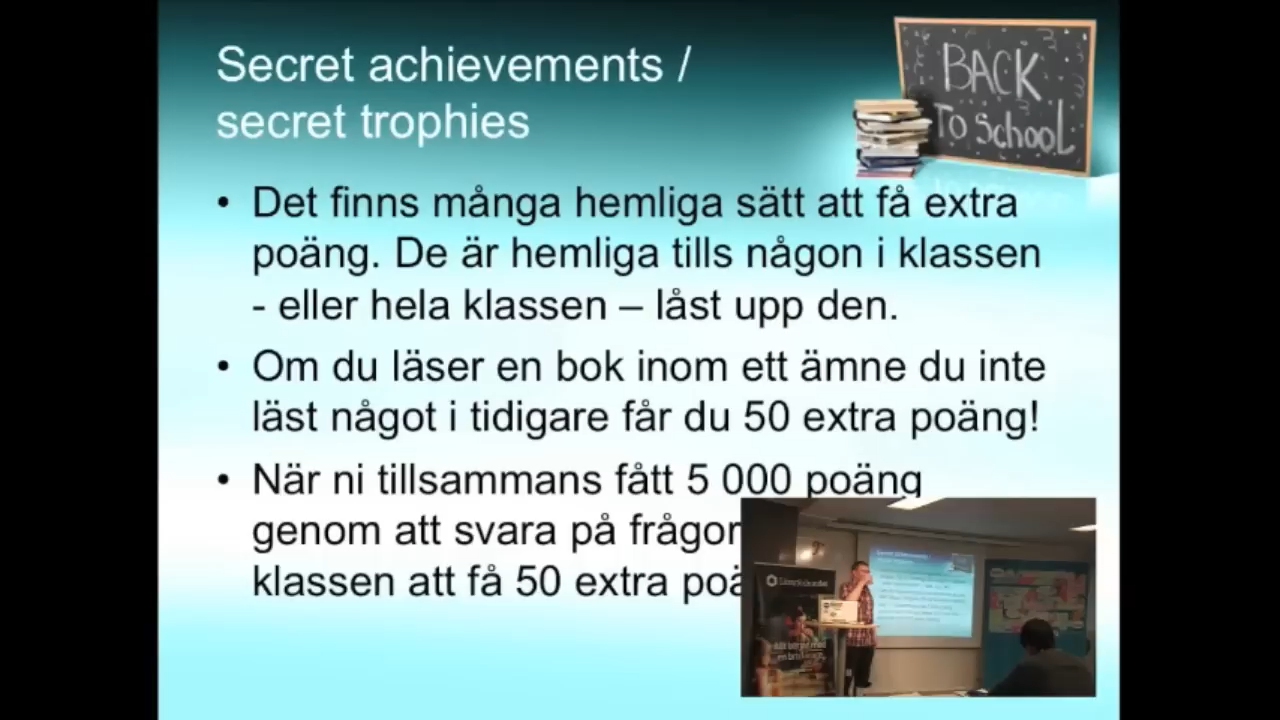 Secret achievements /
secret trophies
BACK
To School
• Det finns många hemliga sätt att få extra
poäng. De är hemliga tills någon i klassen
- eller hela klassen – låst upp den.
• Om du läser en bok inom ett ämne du inte
läst något i tidigare får du 50 extra poäng!
• När ni tillsammans fått 5 000 poäng
genom att svara på frågor
klassen att få 50 extra poä